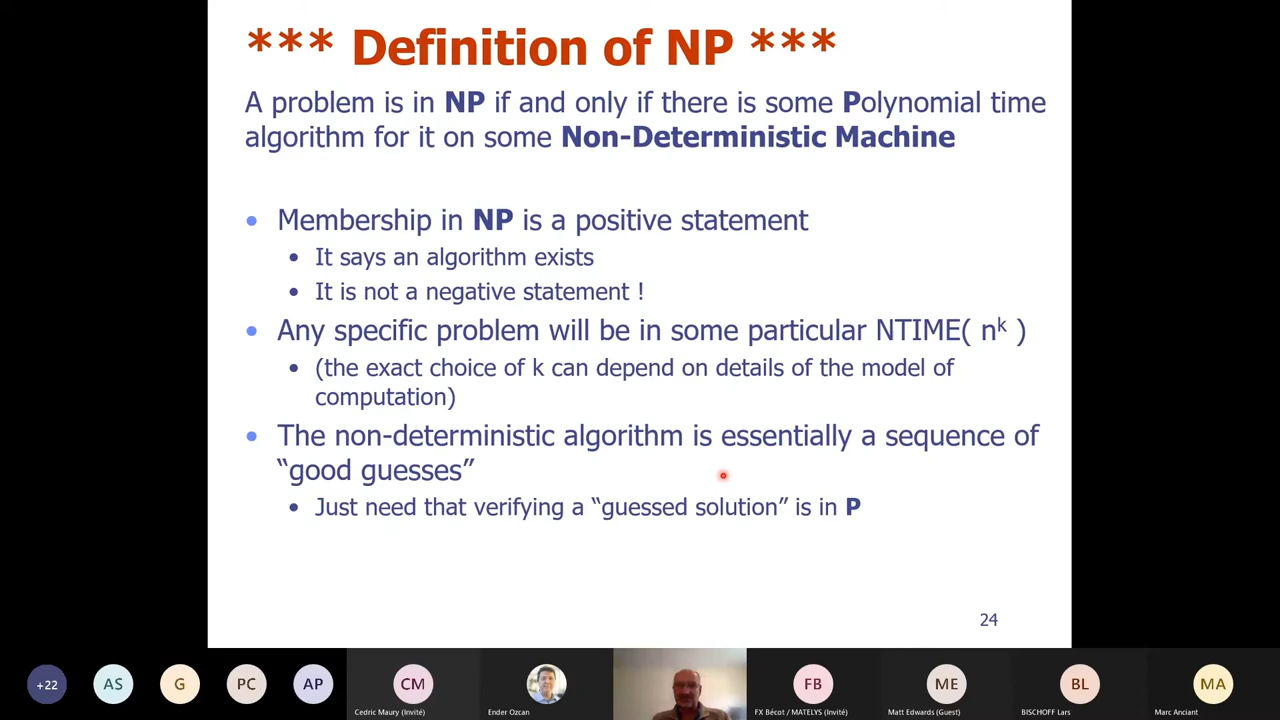 *** Definition of NP ***
A problem is in NP if and only if there is some Polynomial time
algorithm for it on some Non-Deterministic Machine
• Membership in NP is a positive statement
• It says an algorithm exists
• It is not a negative statement !
• Any specific problem will be in some particular NTIME( nᵏ )
• (the exact choice of k can depend on details of the model of
computation)
• The non-deterministic algorithm is essentially a sequence of
“good guesses”
• Just need that verifying a “guessed solution” is in P
24
+22
AS
G
PC
AP
CM
Cedric Maury (Invité)
Ender Ozcan
FB
FX Bécot / MATELYS (Invité)
ME
Matt Edwards (Guest)
BL
BISCHOFF Lars
MA
Marc Anciant